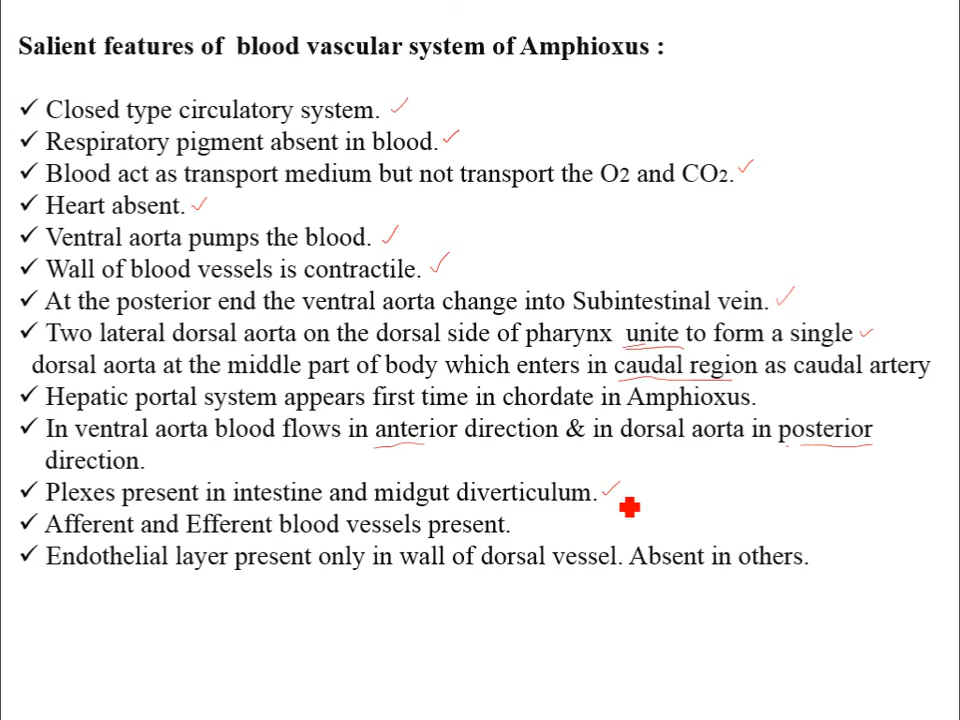 Salient features of blood vascular system of Amphioxus :
✓ Closed type circulatory system.
✓ Respiratory pigment absent in blood.
✓ Blood act as transport medium but not transport the O2 and CO2.
✓ Heart absent.
✓ Ventral aorta pumps the blood.
✓ Wall of blood vessels is contractile.
✓ At the posterior end the ventral aorta change into Subintestinal vein.
✓ Two lateral dorsal aorta on the dorsal side of pharynx unite to form a single
dorsal aorta at the middle part of body which enters in caudal region as caudal artery
✓ Hepatic portal system appears first time in chordate in Amphioxus.
✓ In ventral aorta blood flows in anterior direction & in dorsal aorta in posterior
direction.
✓ Plexes present in intestine and midgut diverticulum.
✓ Afferent and Efferent blood vessels present.
✓ Endothelial layer present only in wall of dorsal vessel. Absent in others.